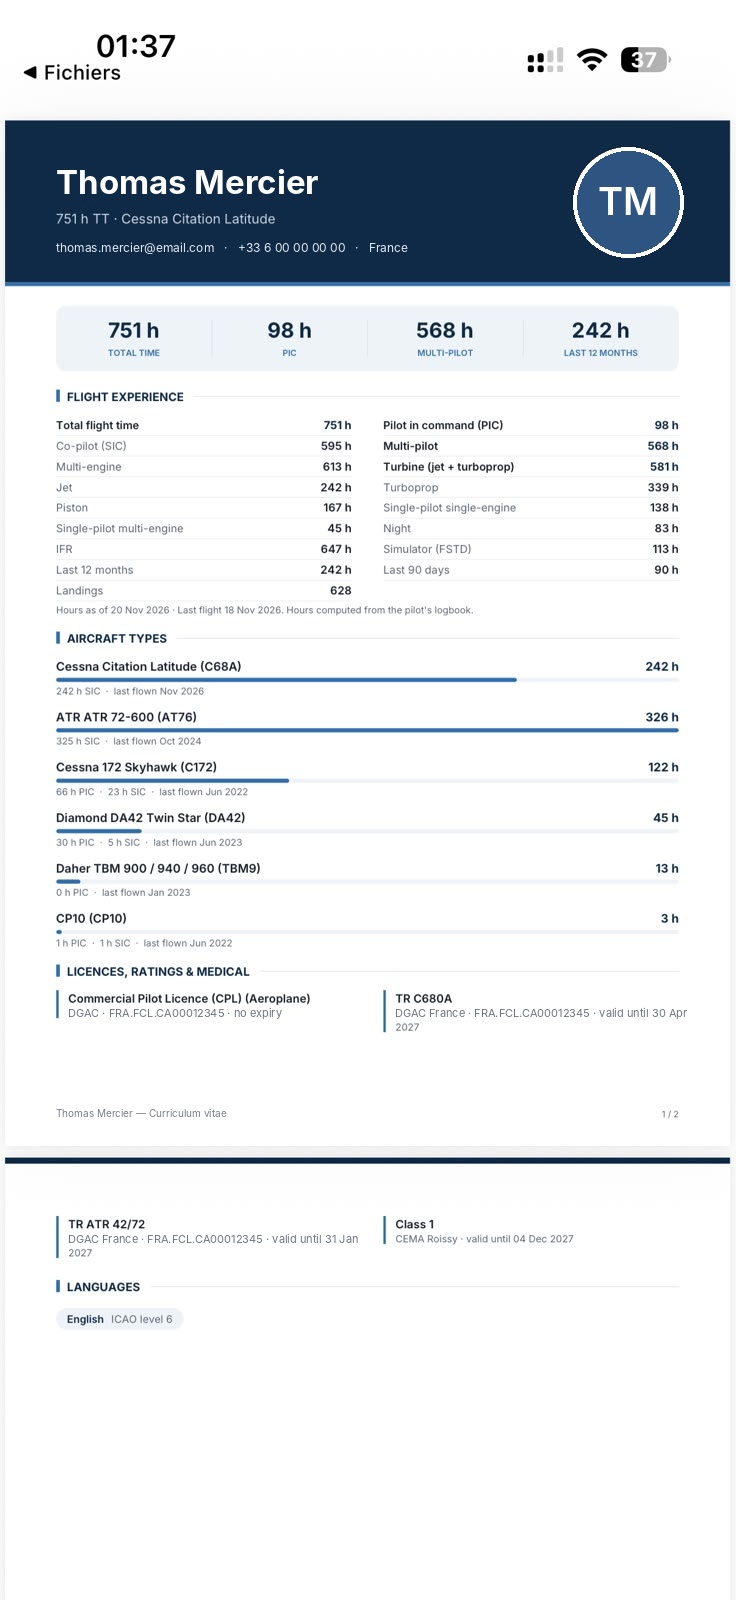 01:37
◀ Fichiers
37
Thomas Mercier
TM
751 h TT · Cessna Citation Latitude
thomas.mercier@email.com · +33 6 00 00 00 00 · France
751 h
98 h
568 h
242 h
TOTAL TIME
PIC
MULTI-PILOT
LAST 12 MONTHS
FLIGHT EXPERIENCE
Total flight time 751 h
Co-pilot (SIC) 595 h
Multi-engine 613 h
Jet 242 h
Piston 167 h
Single-pilot multi-engine 45 h
IFR 647 h
Last 12 months 242 h
Landings 628
Pilot in command (PIC) 98 h
Multi-pilot 568 h
Turbine (jet + turboprop) 581 h
Turboprop 339 h
Single-pilot single-engine 138 h
Night 83 h
Simulator (FSTD) 113 h
Last 90 days 90 h
Hours as of 20 Nov 2026 · Last flight 18 Nov 2026. Hours computed from the pilot's logbook.
AIRCRAFT TYPES
Cessna Citation Latitude (C68A) 242 h
242 h SIC · last flown Nov 2026
ATR ATR 72-600 (AT76) 326 h
325 h SIC · last flown Oct 2024
Cessna 172 Skyhawk (C172) 122 h
66 h PIC · 23 h SIC · last flown Jun 2022
Diamond DA42 Twin Star (DA42) 45 h
30 h PIC · 5 h SIC · last flown Jun 2023
Daher TBM 900 / 940 / 960 (TBM9) 13 h
0 h PIC · last flown Jan 2023
CP10 (CP10) 3 h
1 h PIC · 1 h SIC · last flown Jun 2022
LICENCES, RATINGS & MEDICAL
Commercial Pilot Licence (CPL) (Aeroplane)
DGAC · FRA.FCL.CA00012345 · no expiry
TR C680A
DGAC France · FRA.FCL.CA00012345 · valid until 30 Apr
2027
Thomas Mercier — Curriculum vitae
1 / 2
TR ATR 42/72
DGAC France · FRA.FCL.CA00012345 · valid until 31 Jan
2027
Class 1
CEMA Roissy · valid until 04 Dec 2027
LANGUAGES
English ICAO level 6